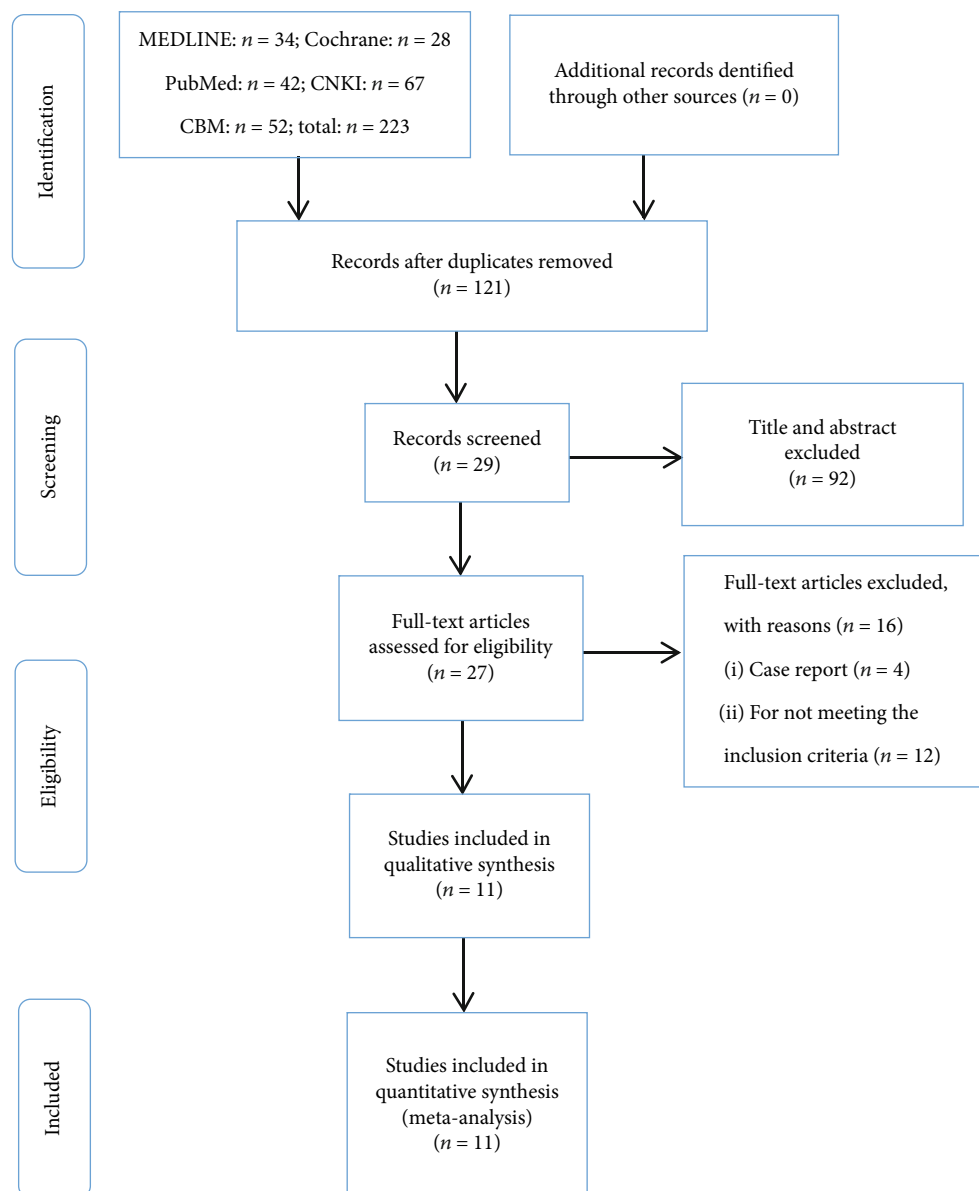 Identification
MEDLINE: n = 34; Cochrane: n = 28
PubMed: n = 42; CNKI: n = 67
CBM: n = 52; total: n = 223
Additional records dentified
through other sources (n = 0)
Records after duplicates removed
(n = 121)
Screening
Records screened
(n = 29)
Title and abstract
excluded
(n = 92)
Eligibility
Full-text articles
assessed for eligibility
(n = 27)
Full-text articles excluded,
with reasons (n = 16)
(i) Case report (n = 4)
(ii) For not meeting the
inclusion criteria (n = 12)
Studies included in
qualitative synthesis
(n = 11)
Included
Studies included in
quantitative synthesis
(meta-analysis)
(n = 11)